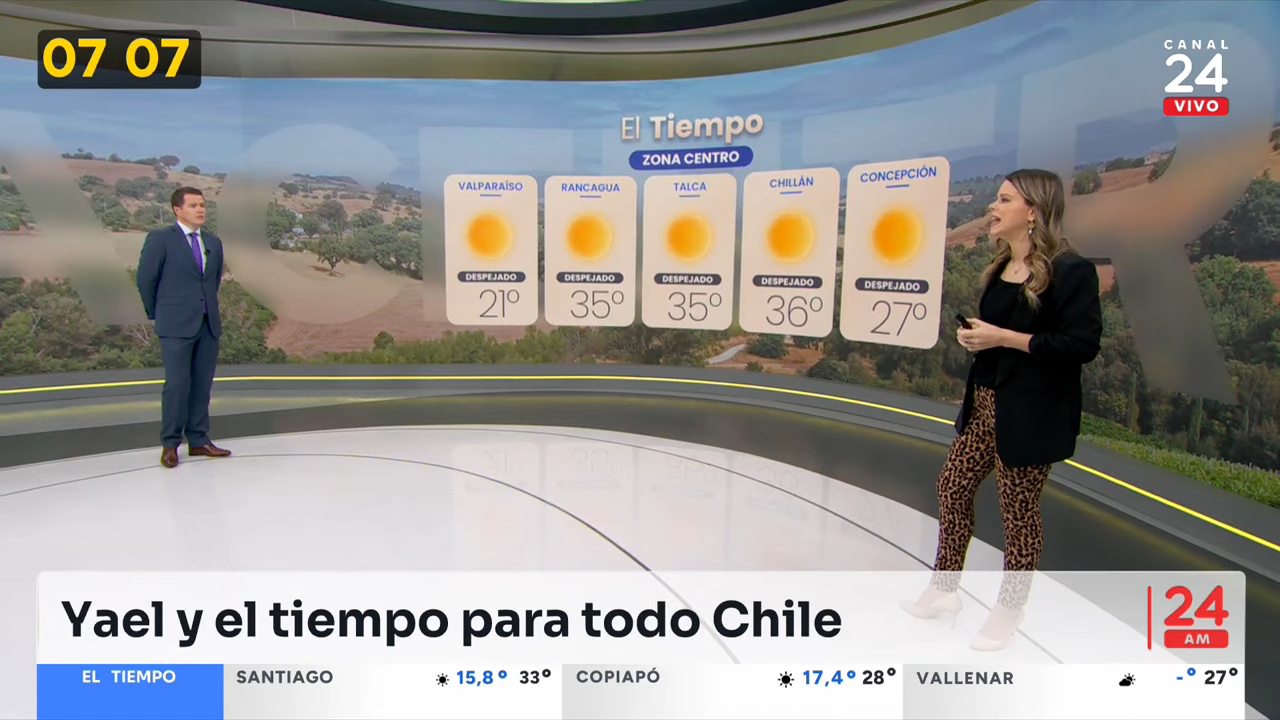 07 07
CANAL
24
VIVO
El Tiempo
ZONA CENTRO
VALPARAÍSO
DESPEJADO
21°
RANCAGUA
DESPEJADO
35°
TALCA
DESPEJADO
35°
CHILLÁN
DESPEJADO
36°
CONCEPCIÓN
DESPEJADO
27°
Yael y el tiempo para todo Chile
24
AM
EL TIEMPO SANTIAGO 15,8° 33° COPIAPÓ 17,4° 28° VALLENAR -° 27°